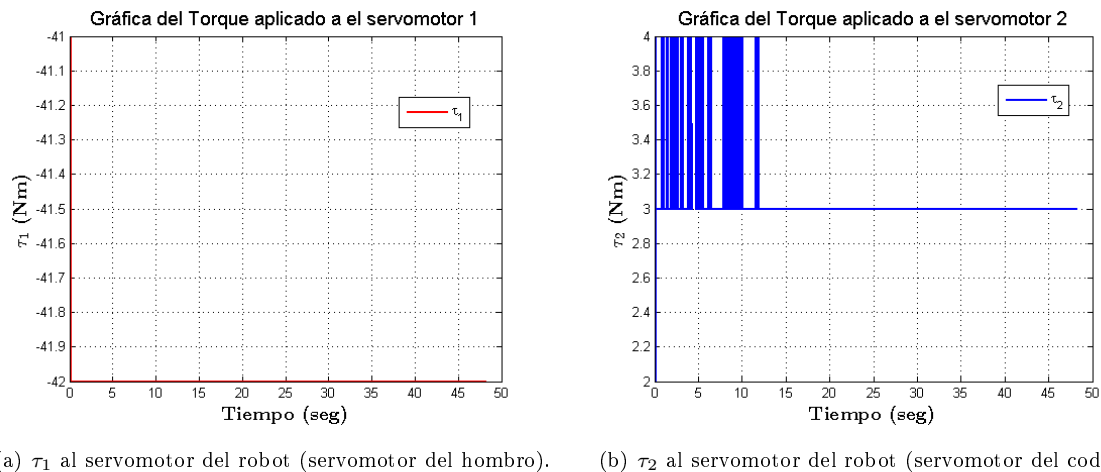 Gráfica del Torque aplicado a el servomotor 1
-41
-41.1
-41.2
-41.3
-41.4
-41.5
-41.6
-41.7
-41.8
-41.9
-42
τ1 (Nm)
τ1
0 5 10 15 20 25 30 35 40 45 50
Tiempo (seg)
(a) τ1 al servomotor del robot (servomotor del hombro).
Gráfica del Torque aplicado a el servomotor 2
4
3.8
3.6
3.4
3.2
3
2.8
2.6
2.4
2.2
2
τ2 (Nm)
τ2
0 5 10 15 20 25 30 35 40 45 50
Tiempo (seg)
(b) τ2 al servomotor del robot (servomotor del cod